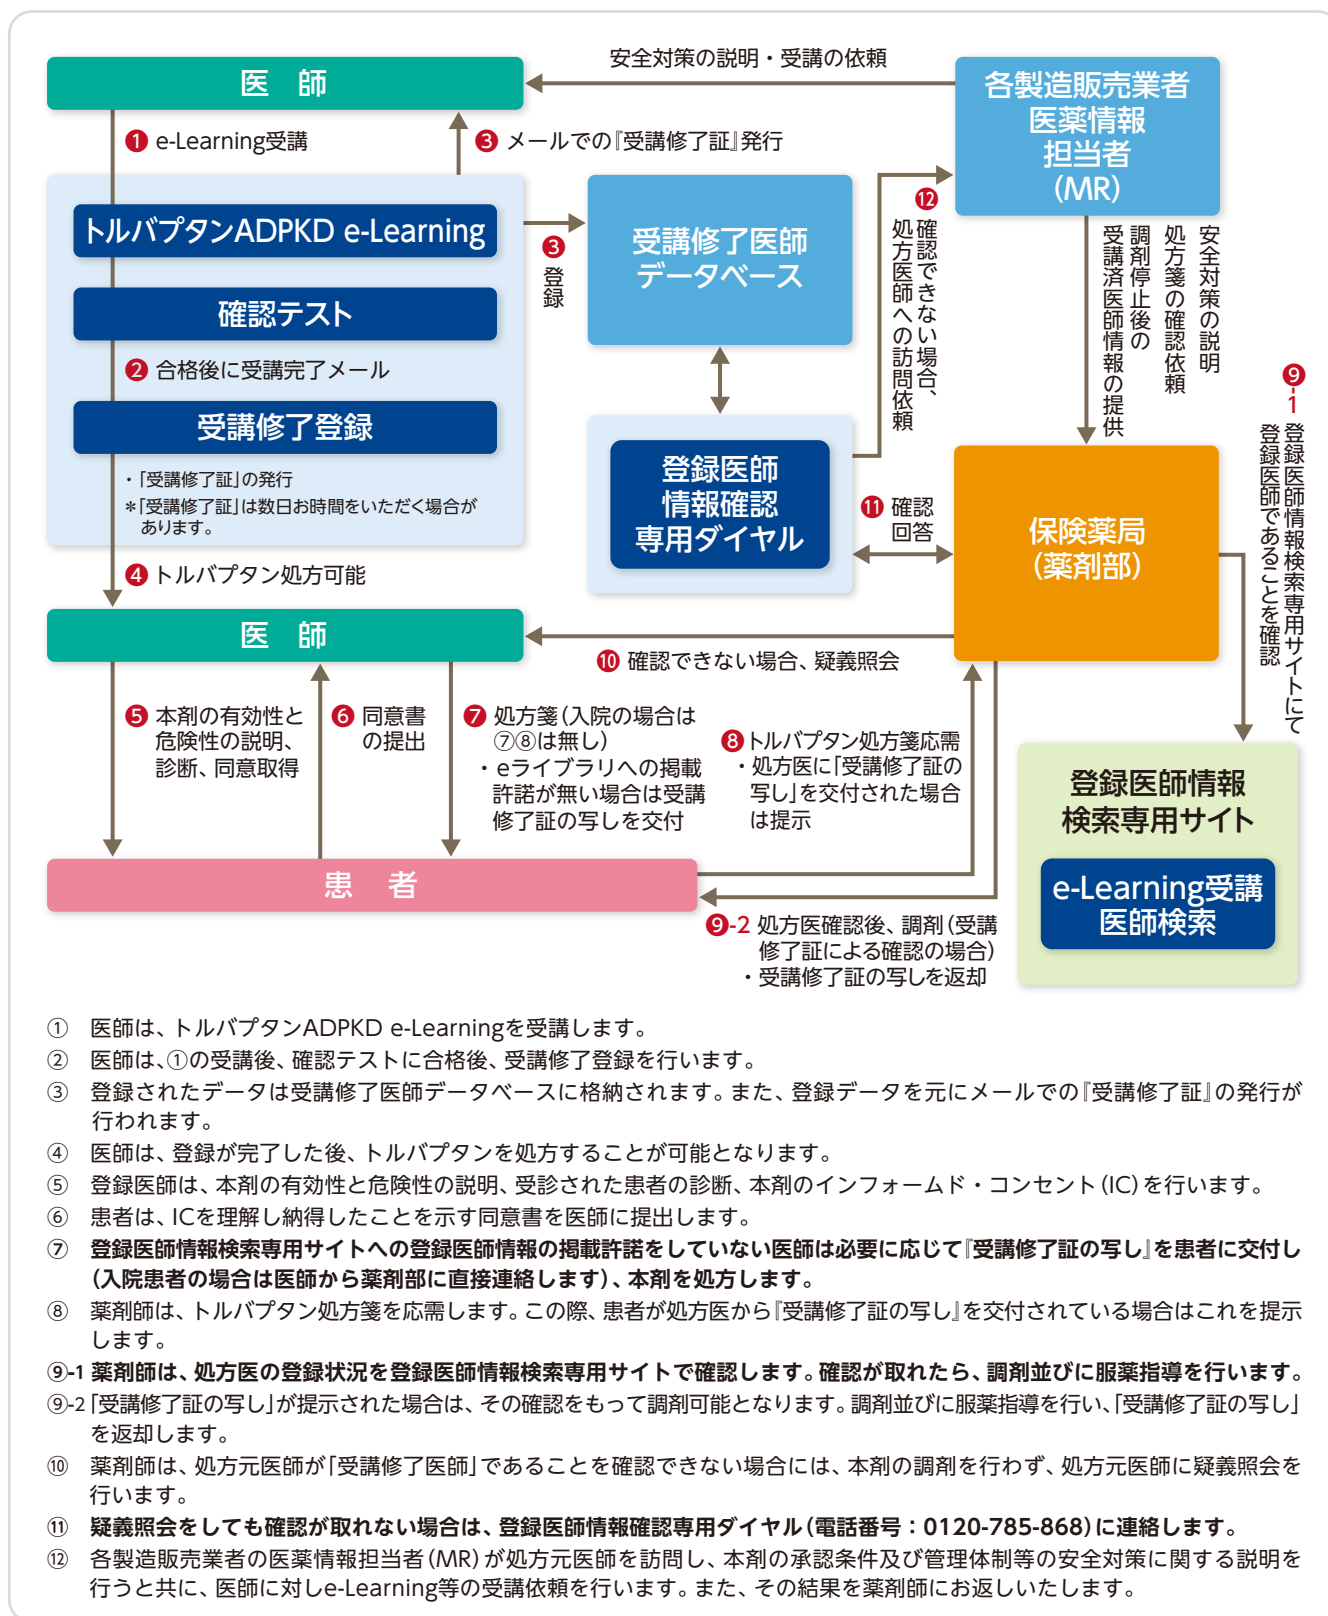 安全対策の説明・受講の依頼
医 師
各製造販売業者
医薬情報
担当者
(MR)
❶ e-Learning受講
❸ メールでの『受講修了証』発行
トルバプタンADPKD e-Learning
❸
登録
受講修了医師
データベース
⓬
確認できない場合、
処方医師への訪問依頼
安全対策の説明
処方箋の確認依頼
調剤停止後の
受講済医師情報の提供
確認テスト
❷ 合格後に受講完了メール
受講修了登録
・「受講修了証」の発行
＊「受講修了証」は数日お時間をいただく場合が
あります。
登録医師
情報確認
専用ダイヤル
⓫ 確認
回答
保険薬局
(薬剤部)
❾-1 登録医師情報検索専用サイトにて
登録医師であることを確認
❹ トルバプタン処方可能
医 師
❿ 確認できない場合、疑義照会
❺ 本剤の有効性と
危険性の説明、
診断、同意取得
❻ 同意書
の提出
❼ 処方箋(入院の場合は
⑦⑧は無し)
・eライブラリへの掲載
許諾が無い場合は受講
修了証の写しを交付
❽ トルバプタン処方箋応需
・処方医に「受講修了証の
写し」を交付された場合
は提示
登録医師情報
検索専用サイト
e-Learning受講
医師検索
患 者
❾-2 処方医確認後、調剤(受講
修了証による確認の場合)
・受講修了証の写しを返却
① 医師は、トルバプタンADPKD e-Learningを受講します。
② 医師は、①の受講後、確認テストに合格後、受講修了登録を行います。
③ 登録されたデータは受講修了医師データベースに格納されます。また、登録データを元にメールでの『受講修了証』の発行が
行われます。
④ 医師は、登録が完了した後、トルバプタンを処方することが可能となります。
⑤ 登録医師は、本剤の有効性と危険性の説明、受診された患者の診断、本剤のインフォームド・コンセント(IC)を行います。
⑥ 患者は、ICを理解し納得したことを示す同意書を医師に提出します。
⑦ 登録医師情報検索専用サイトへの登録医師情報の掲載許諾をしていない医師は必要に応じて『受講修了証の写し』を患者に交付し
(入院患者の場合は医師から薬剤部に直接連絡します)、本剤を処方します。
⑧ 薬剤師は、トルバプタン処方箋を応需します。この際、患者が処方医から『受講修了証の写し』を交付されている場合はこれを提示
します。
⑨-1 薬剤師は、処方医の登録状況を登録医師情報検索専用サイトで確認します。確認が取れたら、調剤並びに服薬指導を行います。
⑨-2 「受講修了証の写し」が提示された場合は、その確認をもって調剤可能となります。調剤並びに服薬指導を行い、「受講修了証の写し」
を返却します。
⑩ 薬剤師は、処方元医師が「受講修了医師」であることを確認できない場合には、本剤の調剤を行わず、処方元医師に疑義照会を
行います。
⑪ 疑義照会をしても確認が取れない場合は、登録医師情報確認専用ダイヤル(電話番号：0120-785-868)に連絡します。
⑫ 各製造販売業者の医薬情報担当者(MR)が処方元医師を訪問し、本剤の承認条件及び管理体制等の安全対策に関する説明を
行うと共に、医師に対しe-Learning等の受講依頼を行います。また、その結果を薬剤師にお返しいたします。